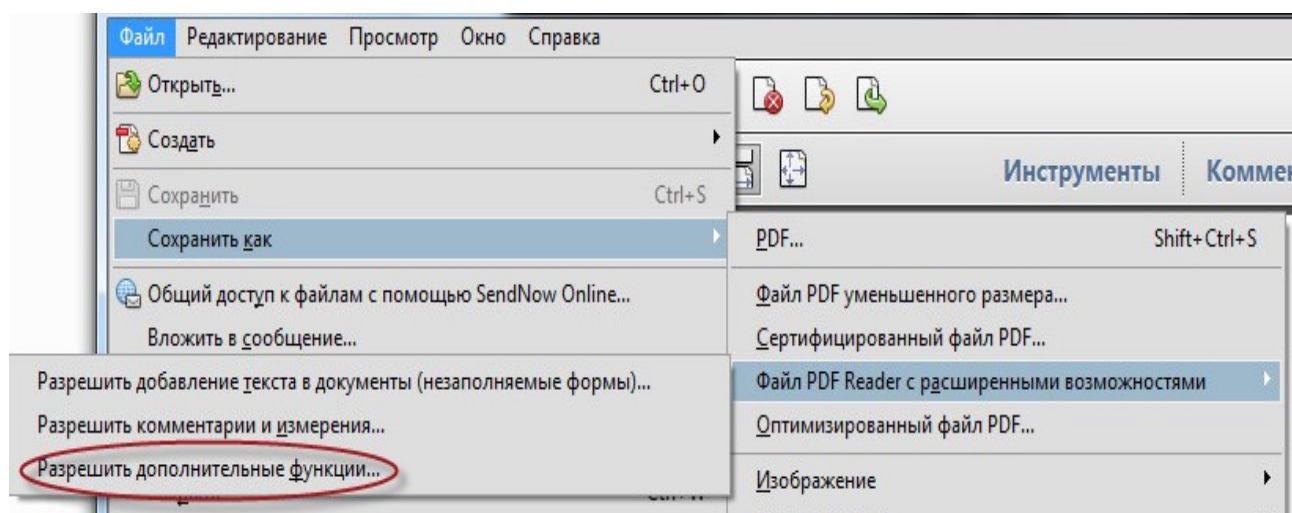 Файл Редактирование Просмотр Окно Справка
Открыть... Ctrl+O
Создать
Инструменты
Сохранить Ctrl+S
Сохранить как
PDF... Shift+Ctrl+S
Общий доступ к файлам с помощью SendNow Online...
Файл PDF уменьшенного размера...
Вложить в сообщение...
Сертифицированный файл PDF...
Разрешить добавление текста в документы (незаполняемые формы)...
Файл PDF Reader с расширенными возможностями
Разрешить комментарии и измерения...
Оптимизированный файл PDF...
Разрешить дополнительные функции...
Изображение